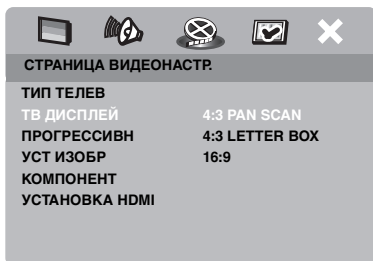 СТРАНИЦА ВИДЕОНАСТР.
ТИП ТЕЛЕВ
ТВ ДИСПЛЕЙ 4:3 PAN SCAN
ПРОГРЕССИВН 4:3 LETTER BOX
УСТ ИЗОБР 16:9
КОМПОНЕНТ
УСТАНОВКА HDMI